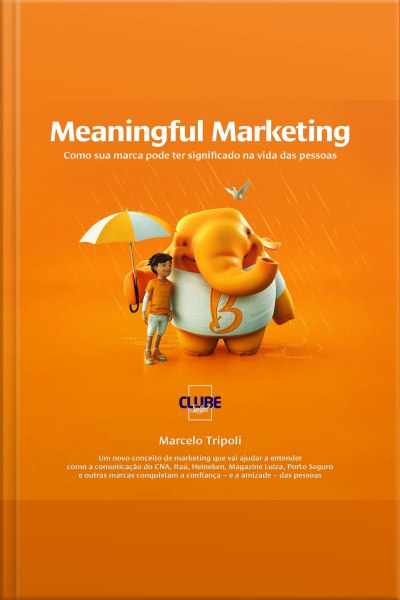 Meaningful Marketing
Como sua marca pode ter significado na vida das pessoas
B
CLUBE
Select
Marcelo Tripoli
Um novo conceito de marketing que vai ajudar a entender
como a comunicação do CNA, Itaú, Heineken, Magazine Luiza, Porto Seguro
e outras marcas conquistam a confiança – e a amizade – das pessoas